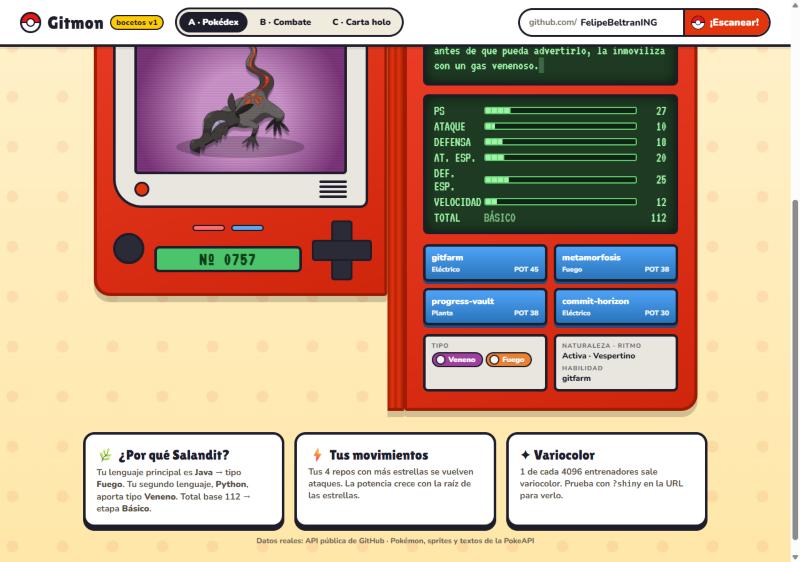 Gitmon bocetos v1 A · Pokédex B · Combate C · Carta holo github.com/ FelipeBeltranING ¡Escanear!
antes de que pueda advertirlo, la inmoviliza
con un gas venenoso.
PS 27
ATAQUE 10
DEFENSA 18
AT. ESP. 20
DEF. ESP. 25
VELOCIDAD 12
TOTAL BÁSICO 112
Nº 0757
gitfarm
Eléctrico POT 45
metamorfosis
Fuego POT 38
progress-vault
Planta POT 38
commit-horizon
Eléctrico POT 30
TIPO
Veneno Fuego
NATURALEZA · RITMO
Activa · Vespertino
HABILIDAD
gitfarm
¿Por qué Salandit?
Tu lenguaje principal es Java → tipo
Fuego. Tu segundo lenguaje, Python,
aporta tipo Veneno. Total base 112 →
etapa Básico.
Tus movimientos
Tus 4 repos con más estrellas se vuelven
ataques. La potencia crece con la raíz de
las estrellas.
✦ Variocolor
1 de cada 4096 entrenadores sale
variocolor. Prueba con ?shiny en la URL
para verlo.
Datos reales: API pública de GitHub · Pokémon, sprites y textos de la PokeAPI